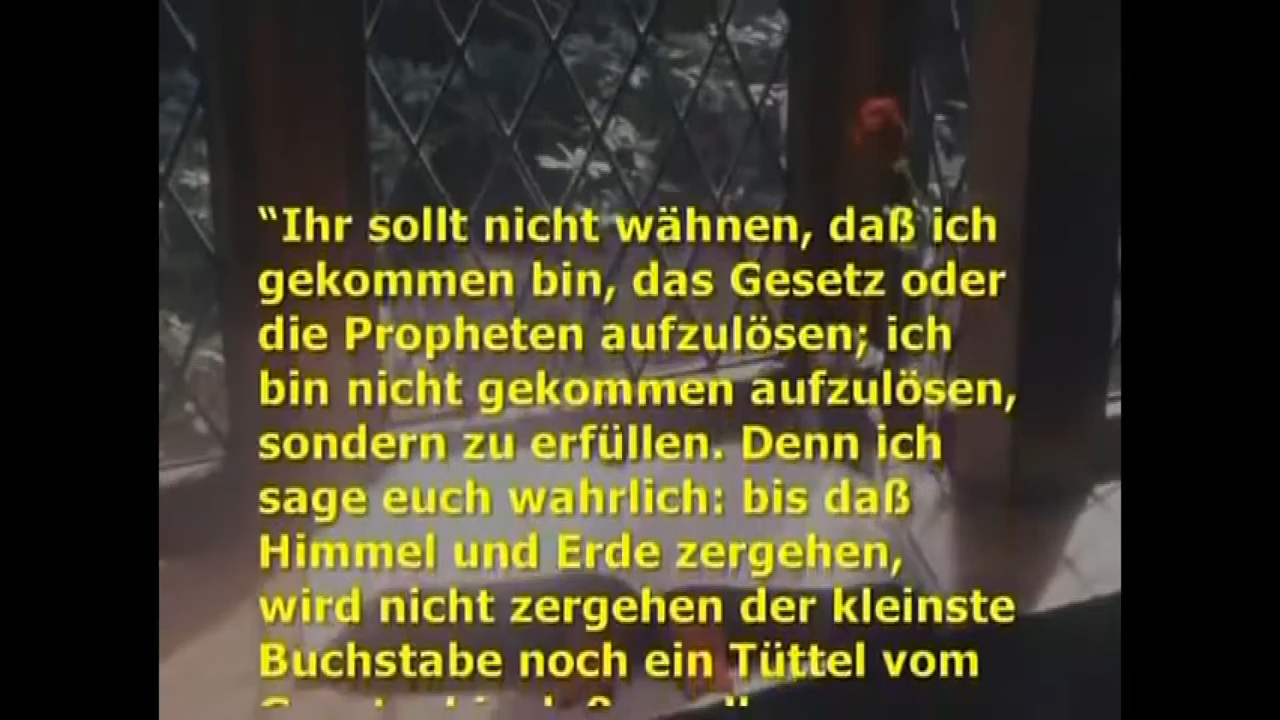 “Ihr sollt nicht wähnen, daß ich
gekommen bin, das Gesetz oder
die Propheten aufzulösen; ich
bin nicht gekommen aufzulösen,
sondern zu erfüllen. Denn ich
sage euch wahrlich: bis daß
Himmel und Erde zergehen,
wird nicht zergehen der kleinste
Buchstabe noch ein Tüttel vom